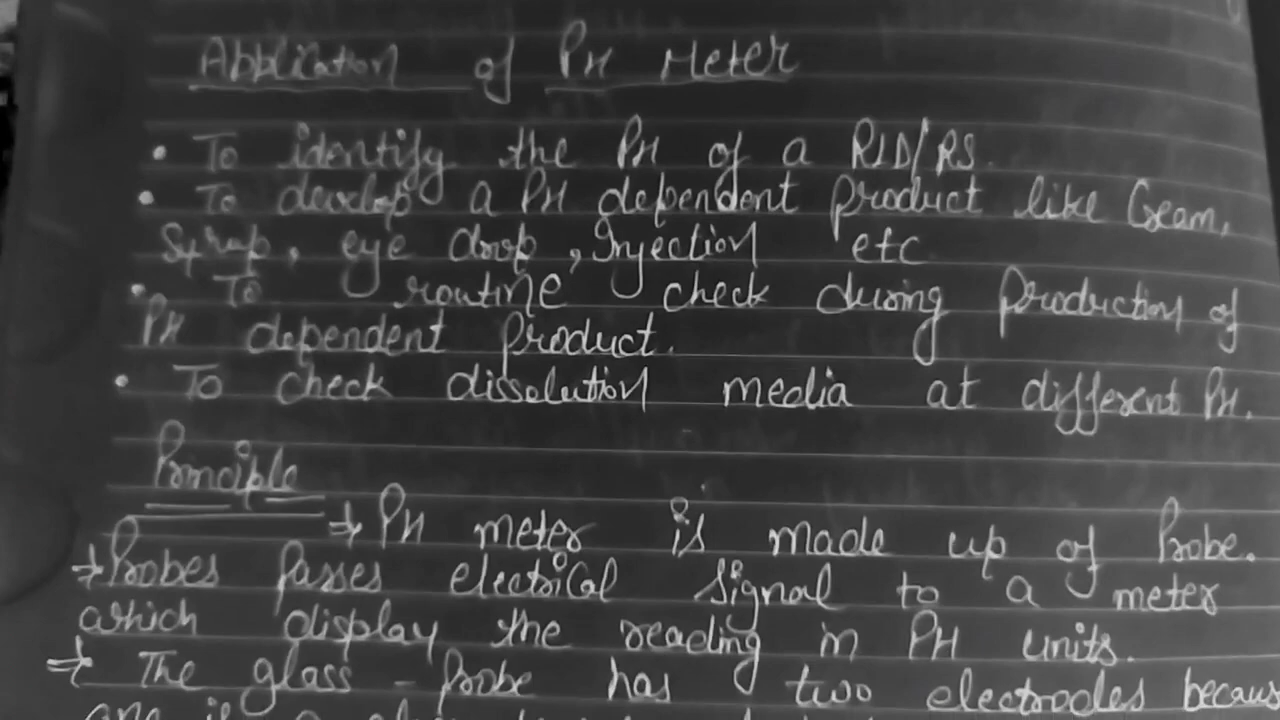 Application of PH Meter
• To identify the PH of a RLD/RS.
• To develop a PH dependent product like Cream,
Syrup, eye drop, Injection etc
• To routine check during production of
PH dependent product.
• To check dissolution media at different PH.
Principle
→ PH meter is made up of Probe.
→ Probes passes electrical signal to a meter
which display the reading in PH units.
→ The glass - Probe has two electrodes becaus
one is a